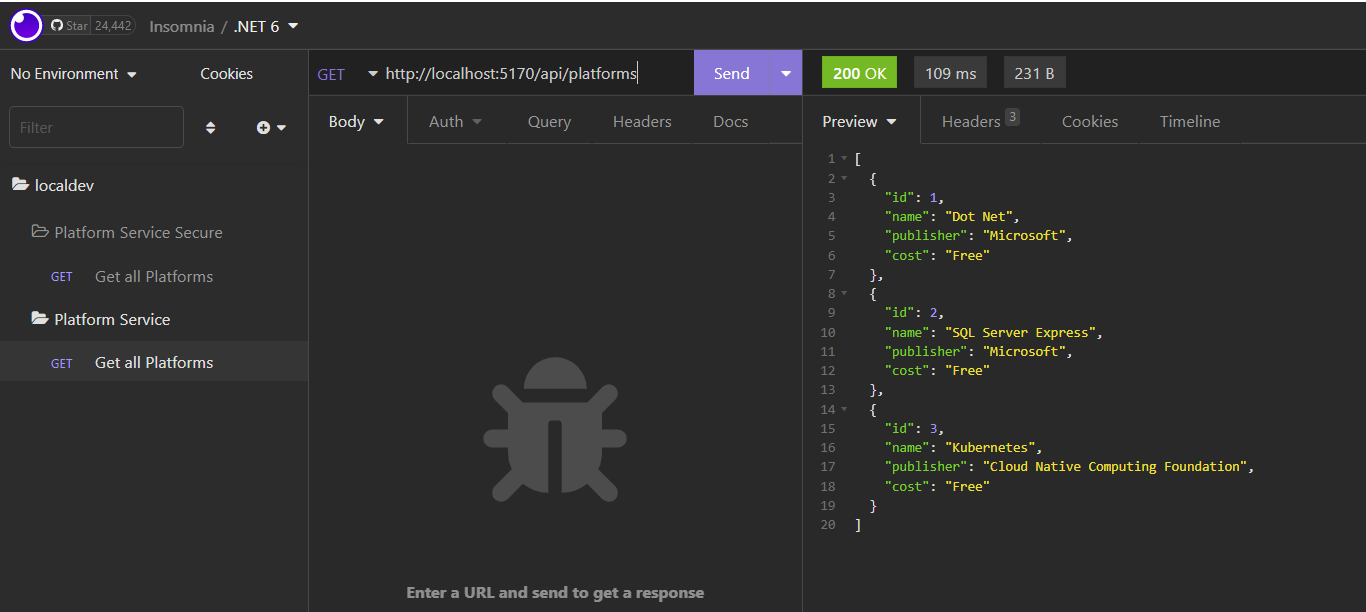 Star 24,442 Insomnia / .NET 6
No Environment Cookies
Filter
localdev
Platform Service Secure
GET Get all Platforms
Platform Service
GET Get all Platforms
GET http://localhost:5170/api/platforms Send
Body Auth Query Headers Docs
Enter a URL and send to get a response
200 OK 109 ms 231 B
Preview Headers 3 Cookies Timeline
1 [
2 {
3 "id": 1,
4 "name": "Dot Net",
5 "publisher": "Microsoft",
6 "cost": "Free"
7 },
8 {
9 "id": 2,
10 "name": "SQL Server Express",
11 "publisher": "Microsoft",
12 "cost": "Free"
13 },
14 {
15 "id": 3,
16 "name": "Kubernetes",
17 "publisher": "Cloud Native Computing Foundation",
18 "cost": "Free"
19 }
20 ]